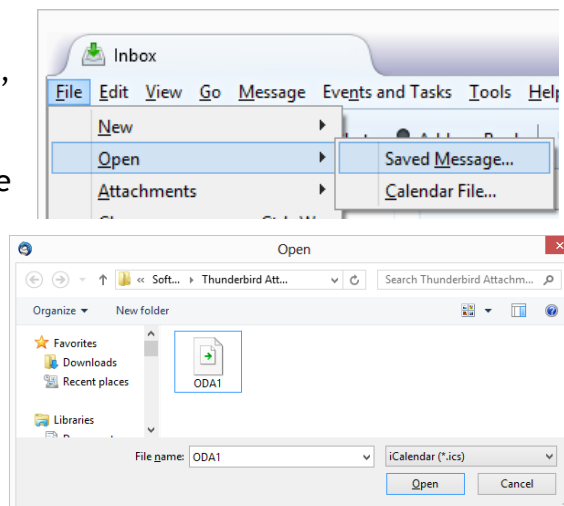 Inbox
,
File Edit View Go Message Events and Tasks Tools Help
New
Open Saved Message...
e
Attachments Calendar File...
Open
« Soft... Thunderbird Att... Search Thunderbird Attachm...
Organize New folder
Favorites
Downloads
Recent places
ODA1
Libraries
File name: ODA1 iCalendar (*.ics)
Open Cancel